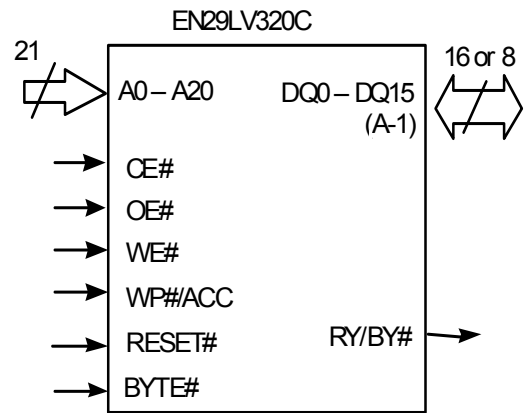 EN29LV320C
21
16 or 8
A0 – A20
DQ0 – DQ15
(A-1)
CE#
OE#
WE#
WP#/ACC
RESET#
RY/BY#
BYTE#